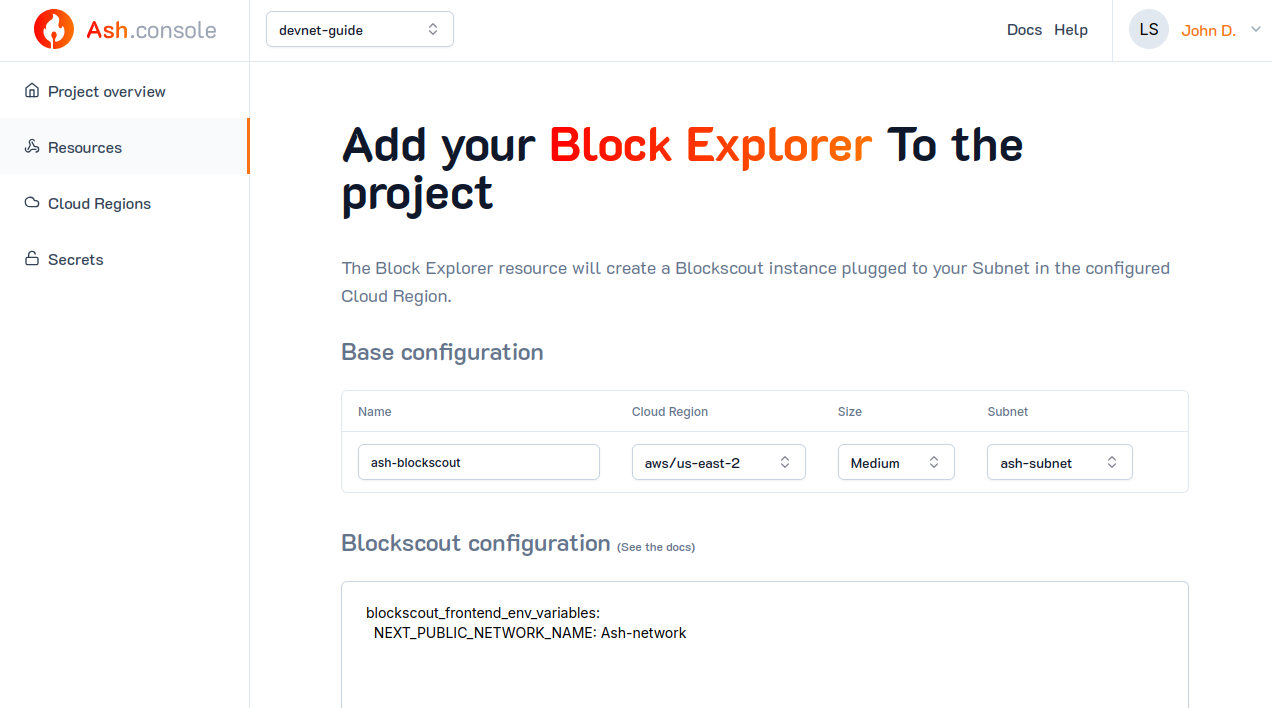 Ash.console
devnet-guide
Docs Help
LS
John D.
Project overview
Resources
Cloud Regions
Secrets
Add your Block Explorer To the
project
The Block Explorer resource will create a Blockscout instance plugged to your Subnet in the configured
Cloud Region.
Base configuration
Name Cloud Region Size Subnet
ash-blockscout aws/us-east-2 Medium ash-subnet
Blockscout configuration (See the docs)
blockscout_frontend_env_variables:
NEXT_PUBLIC_NETWORK_NAME: Ash-network